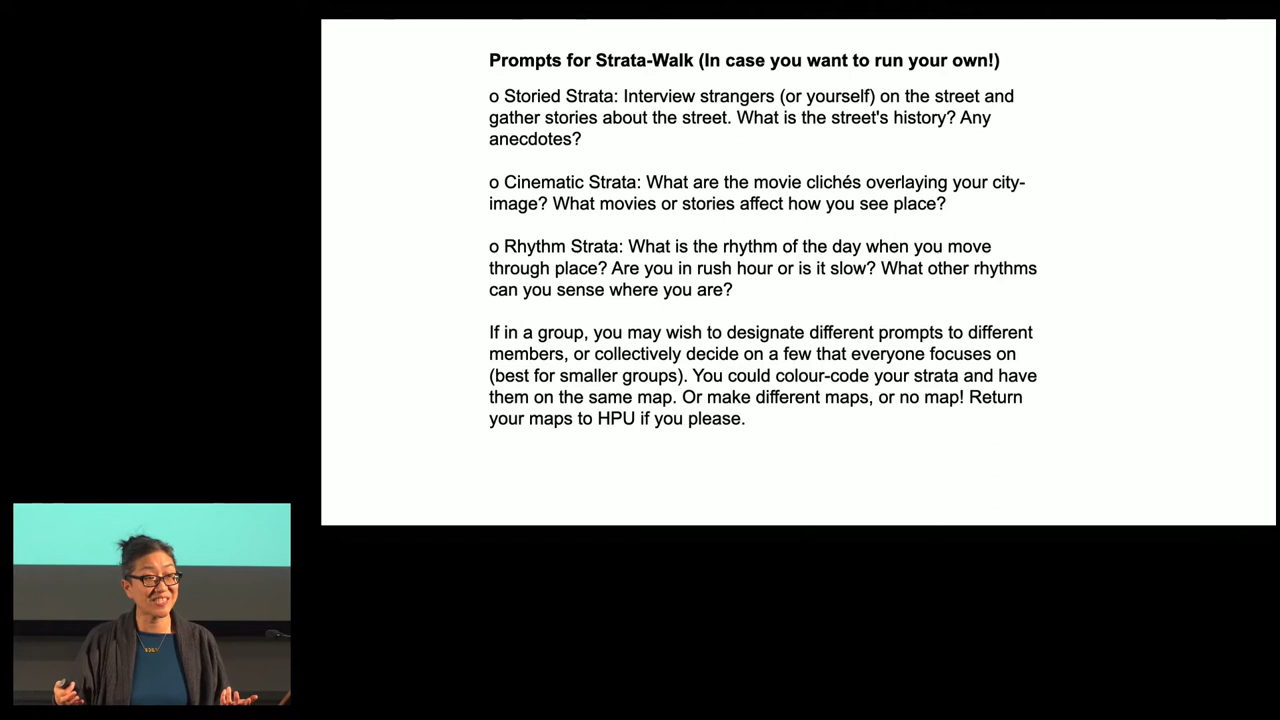 Prompts for Strata-Walk (In case you want to run your own!)
o Storied Strata: Interview strangers (or yourself) on the street and
gather stories about the street. What is the street's history? Any
anecdotes?
o Cinematic Strata: What are the movie clichés overlaying your city-
image? What movies or stories affect how you see place?
o Rhythm Strata: What is the rhythm of the day when you move
through place? Are you in rush hour or is it slow? What other rhythms
can you sense where you are?
If in a group, you may wish to designate different prompts to different
members, or collectively decide on a few that everyone focuses on
(best for smaller groups). You could colour-code your strata and have
them on the same map. Or make different maps, or no map! Return
your maps to HPU if you please.